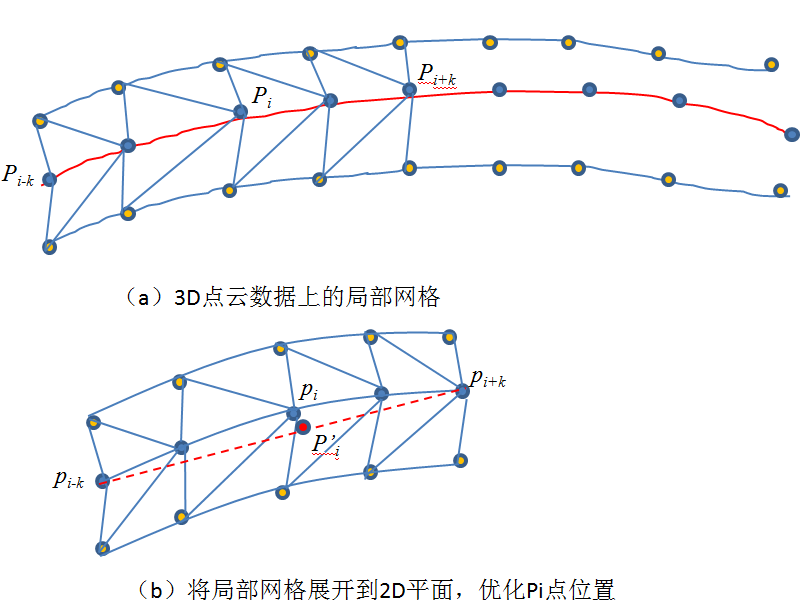 P_{i+k}
P_i
P_{i-k}
（a）3D点云数据上的局部网格
p_{i+k}
p_i
P'_i
p_{i-k}
（b）将局部网格展开到2D平面，优化Pi点位置